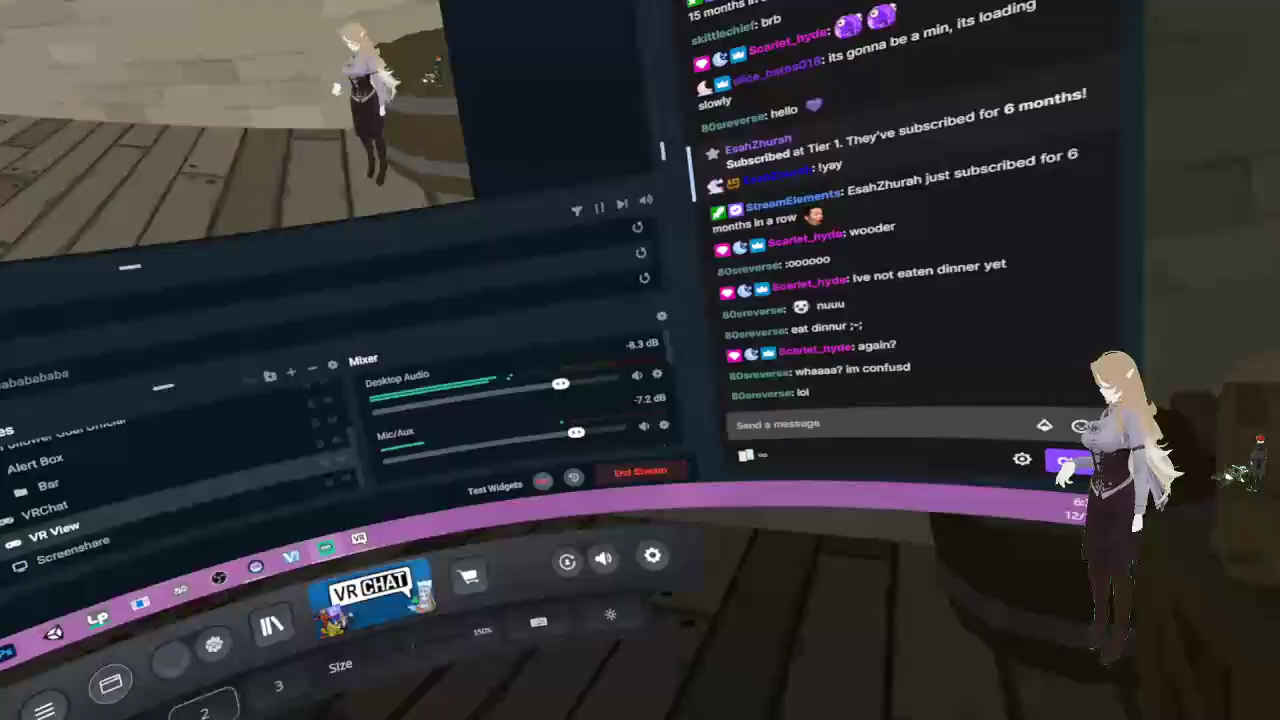 15 months in a
skittlechief: brb
Scarlet_hyde:
alice_bates018: its gonna be a min, its loading
slowly
80sreverse: hello
EsahZhurah
Subscribed at Tier 1. They've subscribed for 6 months!
EsahZhurah: !yay
StreamElements: EsahZhurah just subscribed for 6
months in a row
Scarlet_hyde: wooder
80sreverse: :oooooo
Scarlet_hyde: Ive not eaten dinner yet
80sreverse: nuuu
80sreverse: eat dinnur ;-;
Scarlet_hyde: again?
80sreverse: whaaaa? im confusd
80sreverse: lol
Send a message
Mixer
-8.3 dB
Desktop Audio
-7.2 dB
Mic/Aux
Alert Box
Bar
VRChat
VR View
Screenshare
Test Widgets
End Stream
VRCHAT
150%
Size
2
3